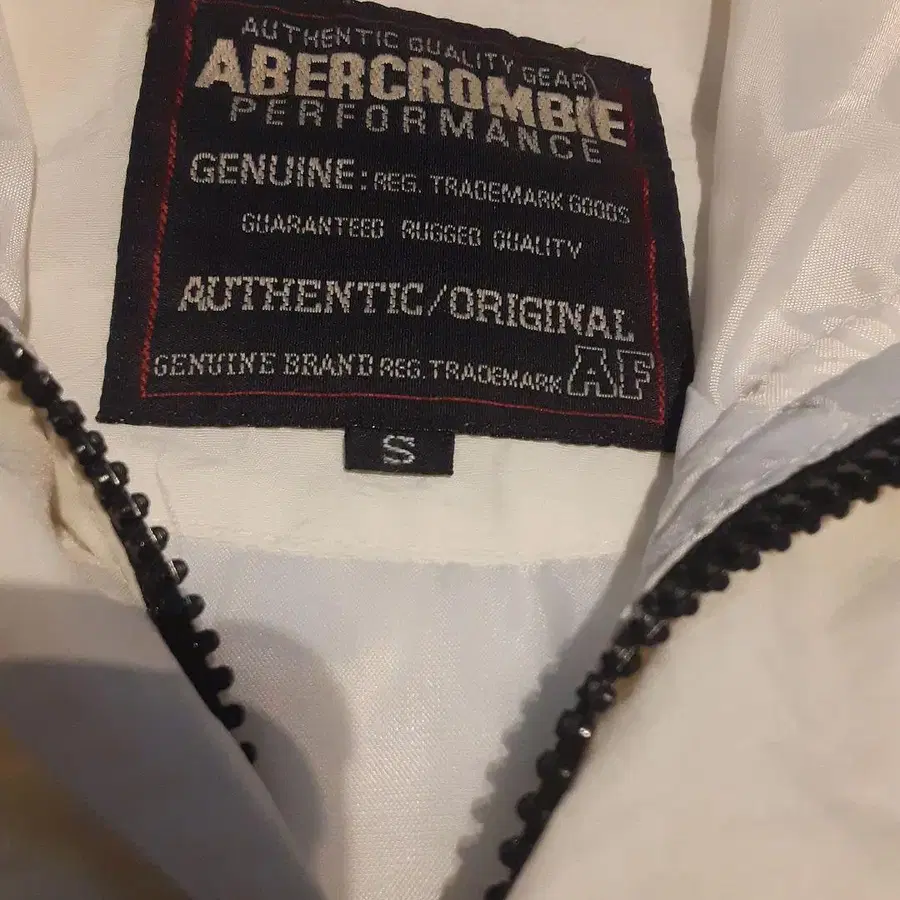 AUTHENTIC QUALITY GEAR
ABERCROMBIE
PERFORMANCE
GENUINE: REG. TRADEMARK GOODS
GUARANTEED RUGGED QUALITY
AUTHENTIC/ORIGINAL
GENUINE BRAND REG. TRADEMARK AF
S